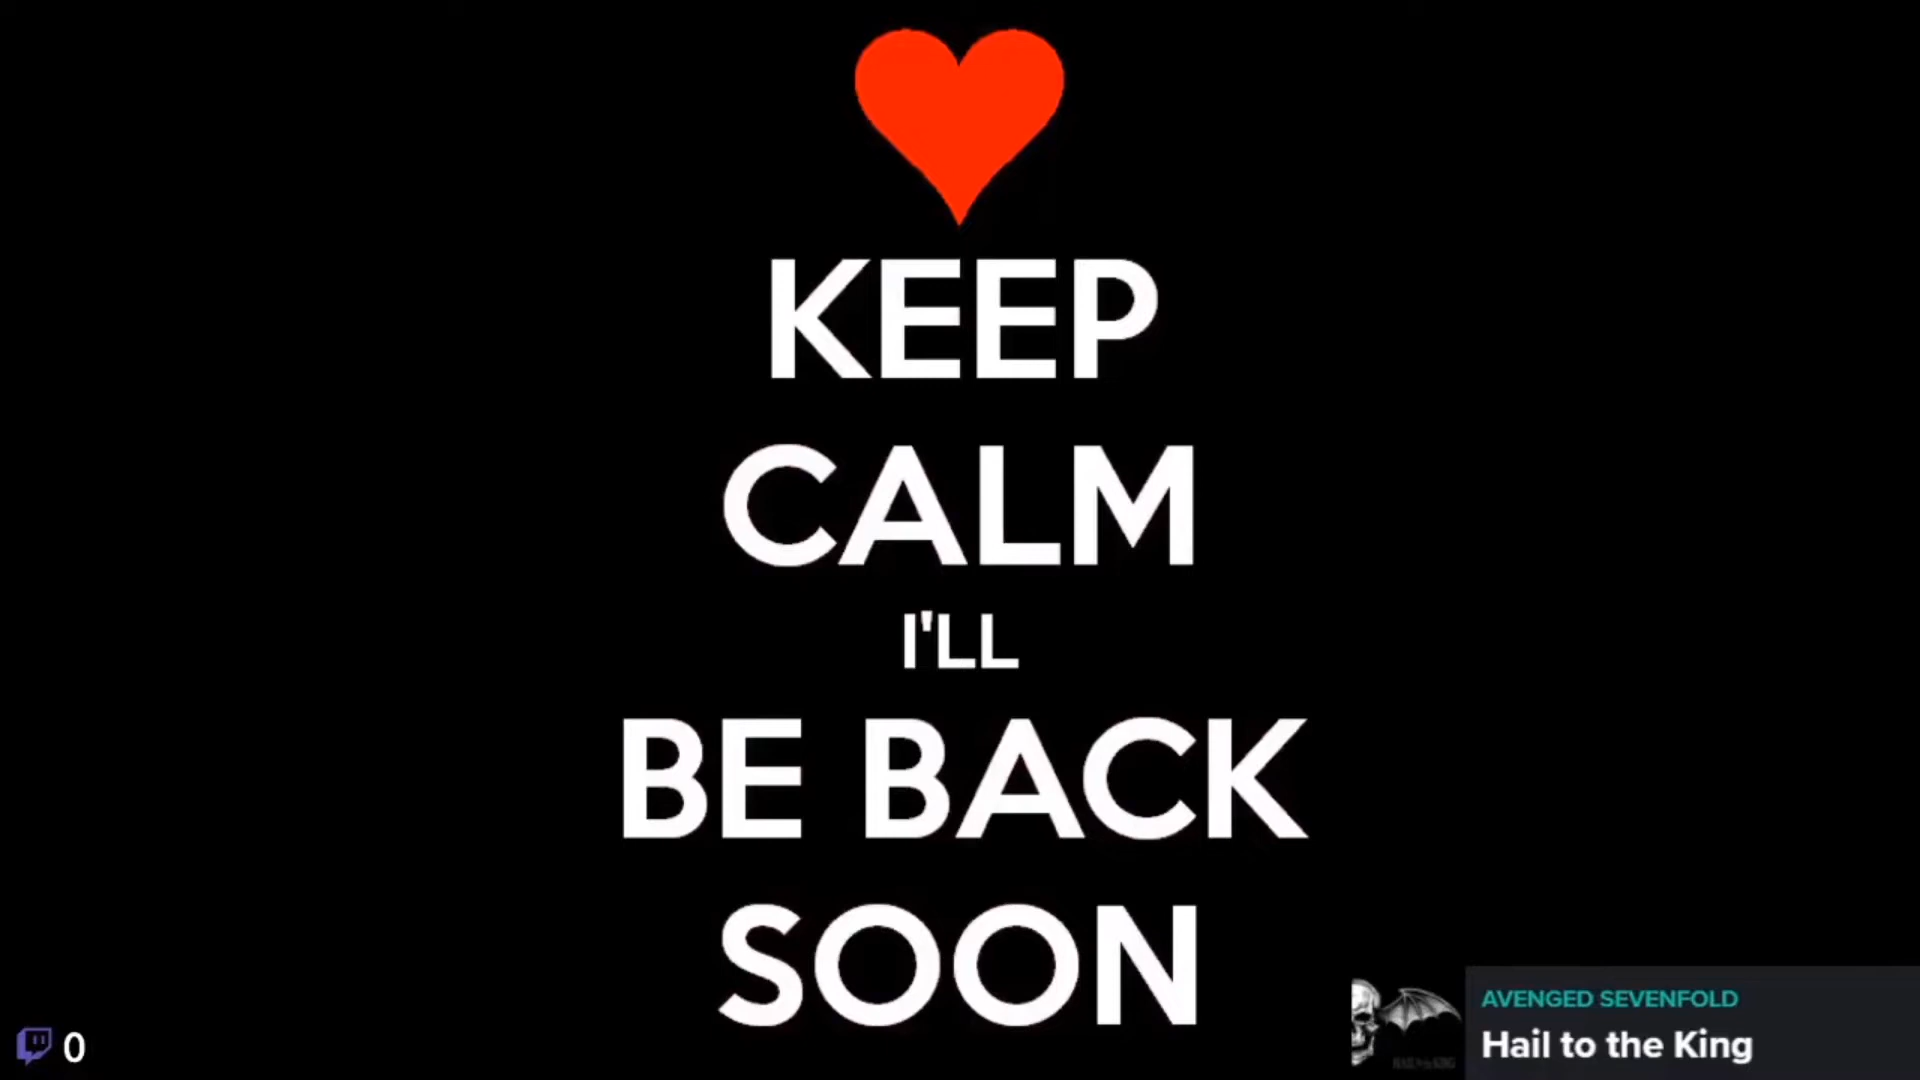 KEEP
CALM
I'LL
BE BACK
SOON
AVENGED SEVENFOLD
Hail to the King
0